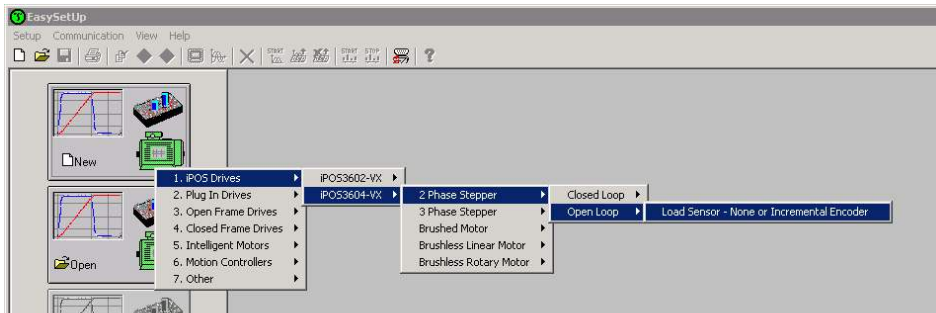 EasySetUp
Setup Communication View Help
START START STOP
New
Open
1. iPOS Drives
2. Plug In Drives
3. Open Frame Drives
4. Closed Frame Drives
5. Intelligent Motors
6. Motion Controllers
7. Other
iPOS3602-VX
iPOS3604-VX
2 Phase Stepper
3 Phase Stepper
Brushed Motor
Brushless Linear Motor
Brushless Rotary Motor
Closed Loop
Open Loop
Load Sensor - None or Incremental Encoder